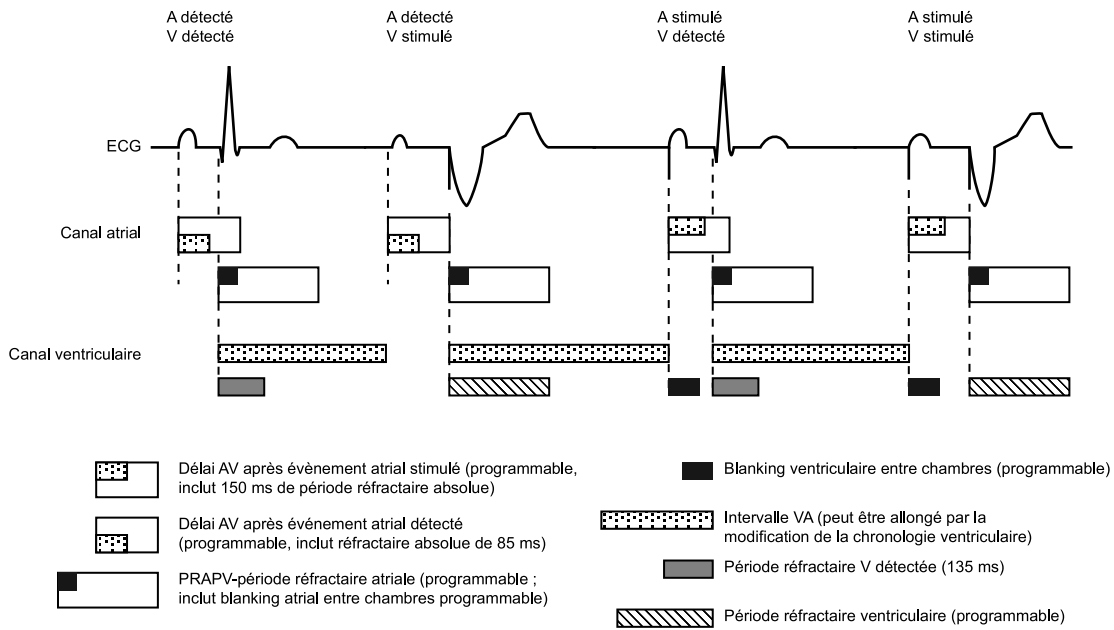 A détecté
V détecté
A détecté
V stimulé
A stimulé
V détecté
A stimulé
V stimulé
ECG
Canal atrial
Canal ventriculaire
Délai AV après évènement atrial stimulé (programmable,
inclut 150 ms de période réfractaire absolue)
Délai AV après événement atrial détecté
(programmable, inclut réfractaire absolue de 85 ms)
PRAPV-période réfractaire atriale (programmable ;
inclut blanking atrial entre chambres programmable)
Blanking ventriculaire entre chambres (programmable)
Intervalle VA (peut être allongé par la
modification de la chronologie ventriculaire)
Période réfractaire V détectée (135 ms)
Période réfractaire ventriculaire (programmable)